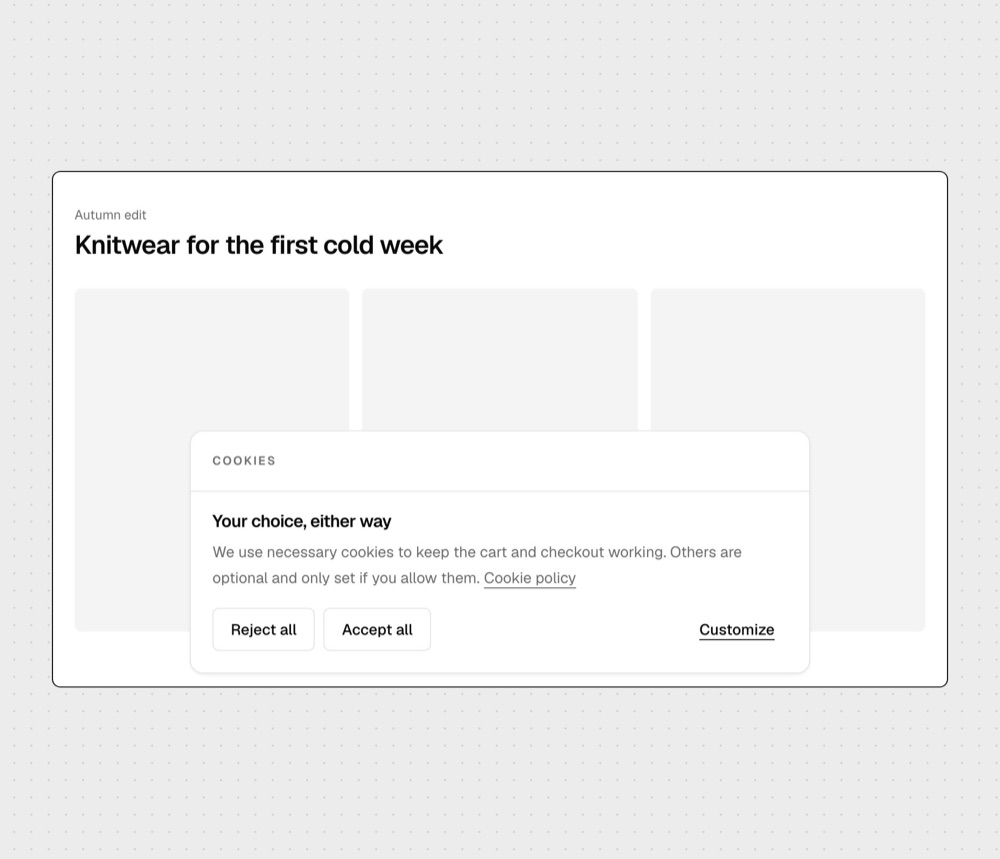 Autumn edit
Knitwear for the first cold week
COOKIES
Your choice, either way
We use necessary cookies to keep the cart and checkout working. Others are
optional and only set if you allow them. Cookie policy
Reject all Accept all Customize